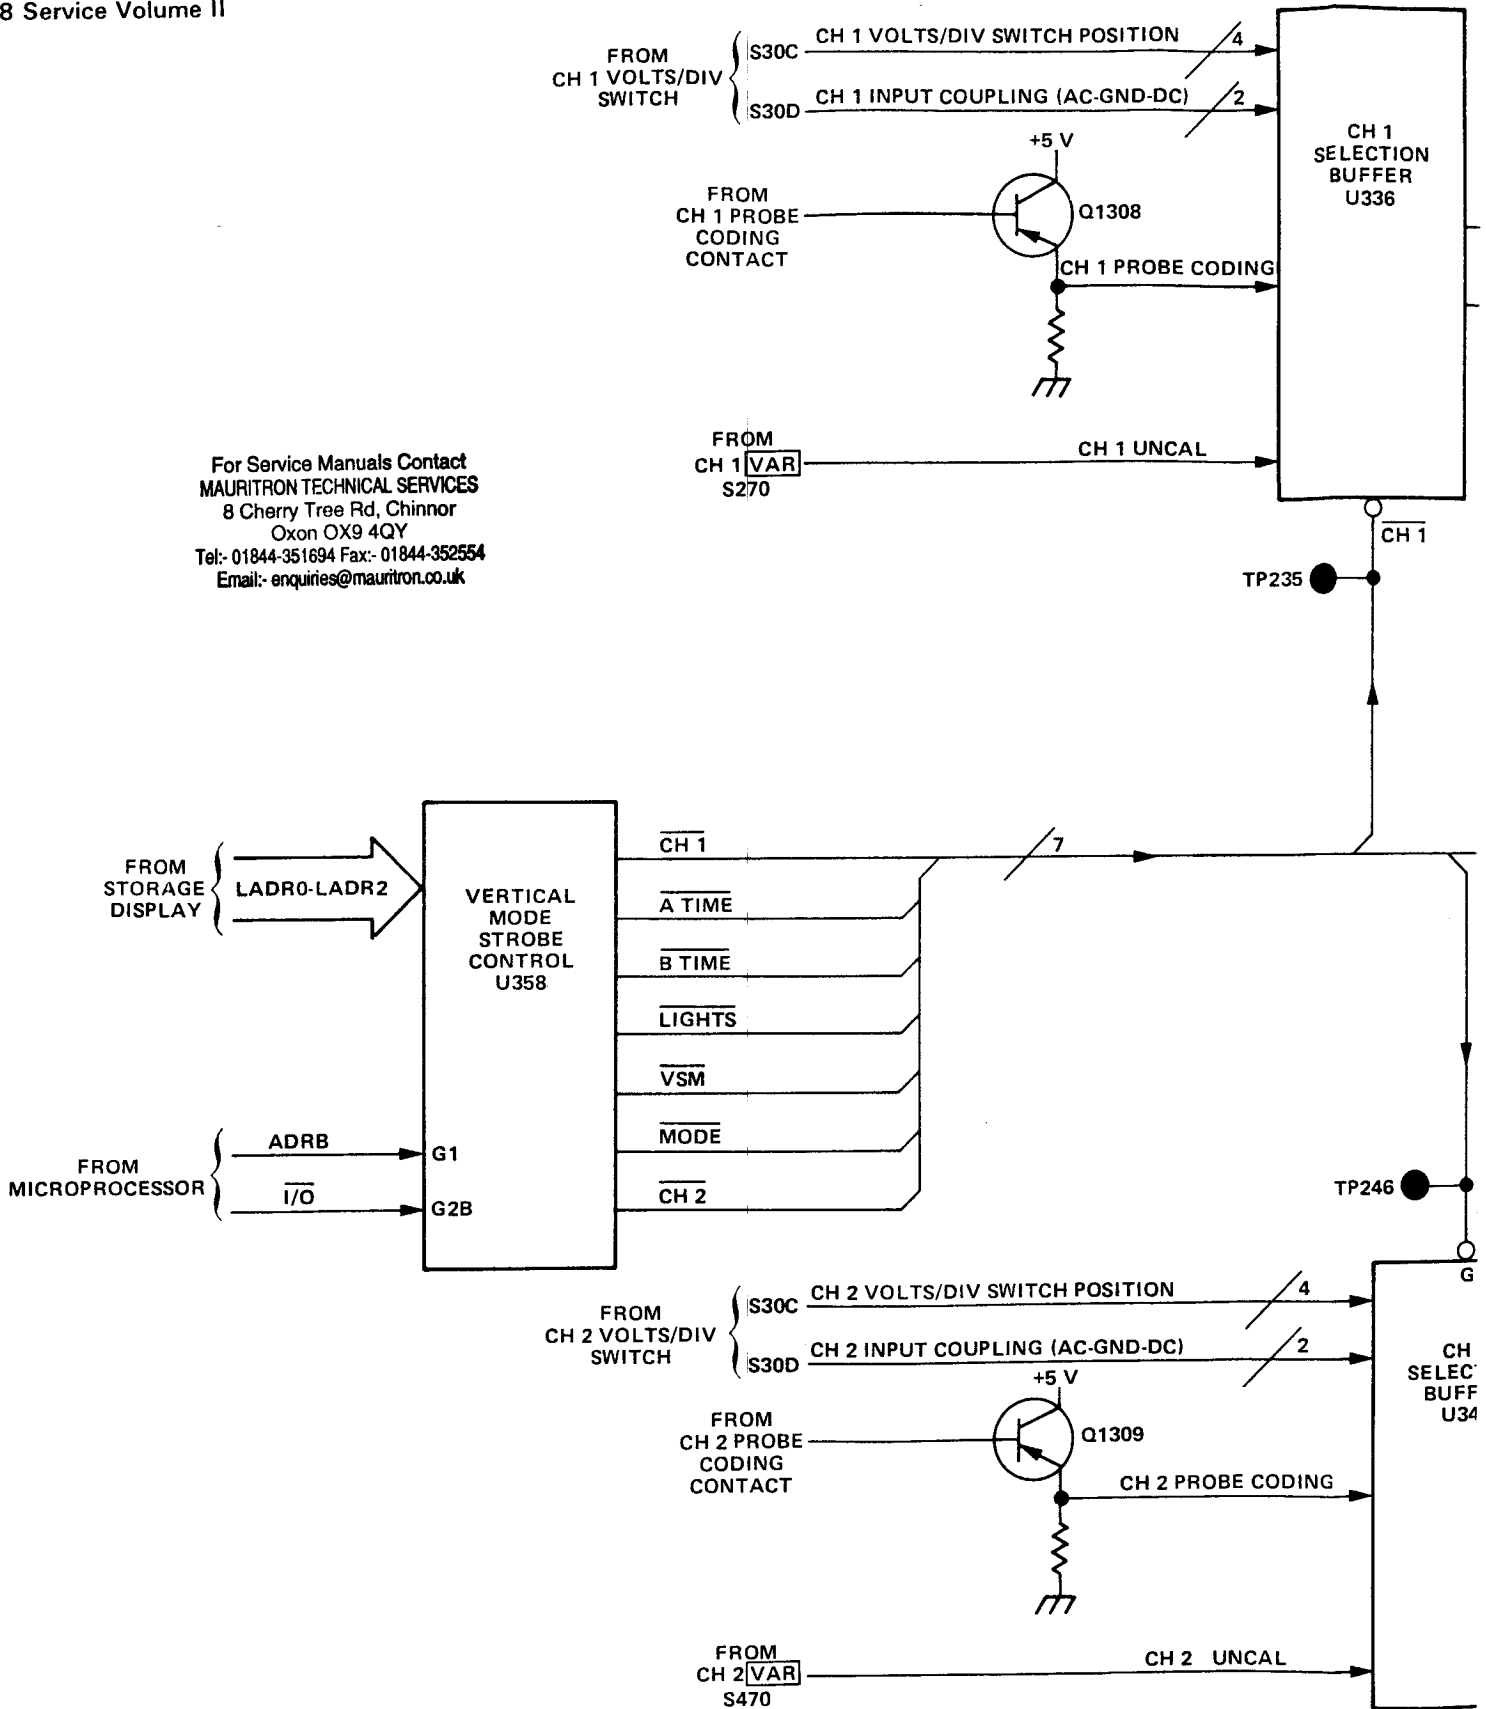 8 Service Volume II
FROM
CH 1 VOLTS/DIV
SWITCH
S30C
CH 1 VOLTS/DIV SWITCH POSITION
4
S30D
CH 1 INPUT COUPLING (AC-GND-DC)
2
CH 1
SELECTION
BUFFER
U336
+5 V
Q1308
FROM
CH 1 PROBE
CODING
CONTACT
CH 1 PROBE CODING
FROM
CH 1 VAR
S270
CH 1 UNCAL
For Service Manuals Contact
MAURITRON TECHNICAL SERVICES
8 Cherry Tree Rd, Chinnor
Oxon OX9 4QY
Tel:- 01844-351694 Fax:- 01844-352554
Email:- enquiries@mauritron.co.uk
CH 1
TP235
FROM
STORAGE
DISPLAY
LADR0-LADR2
VERTICAL
MODE
STROBE
CONTROL
U358
CH 1
7
A TIME
B TIME
LIGHTS
VSM
MODE
CH 2
FROM
MICROPROCESSOR
ADRB
G1
I/O
G2B
TP246
G
FROM
CH 2 VOLTS/DIV
SWITCH
S30C
CH 2 VOLTS/DIV SWITCH POSITION
4
S30D
CH 2 INPUT COUPLING (AC-GND-DC)
2
CH
SELEC
BUFF
U34
+5 V
Q1309
FROM
CH 2 PROBE
CODING
CONTACT
CH 2 PROBE CODING
FROM
CH 2 VAR
S470
CH 2 UNCAL